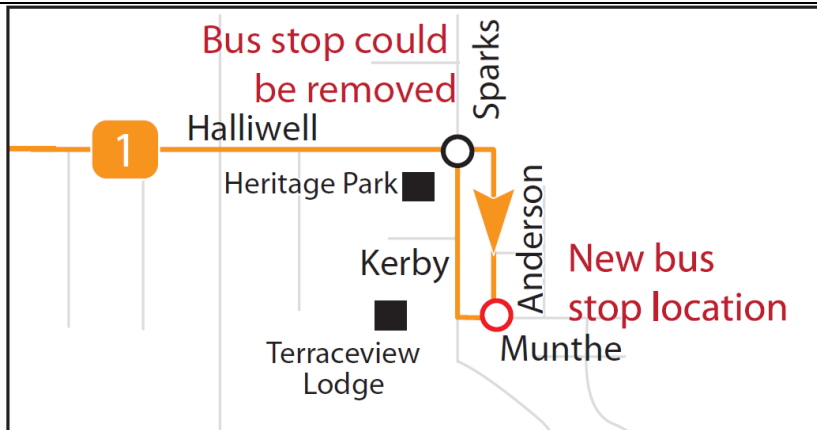 Bus stop could
be removed
Sparks
Halliwell
1
Heritage Park
Anderson
Kerby
New bus
stop location
Munthe
Terraceview
Lodge